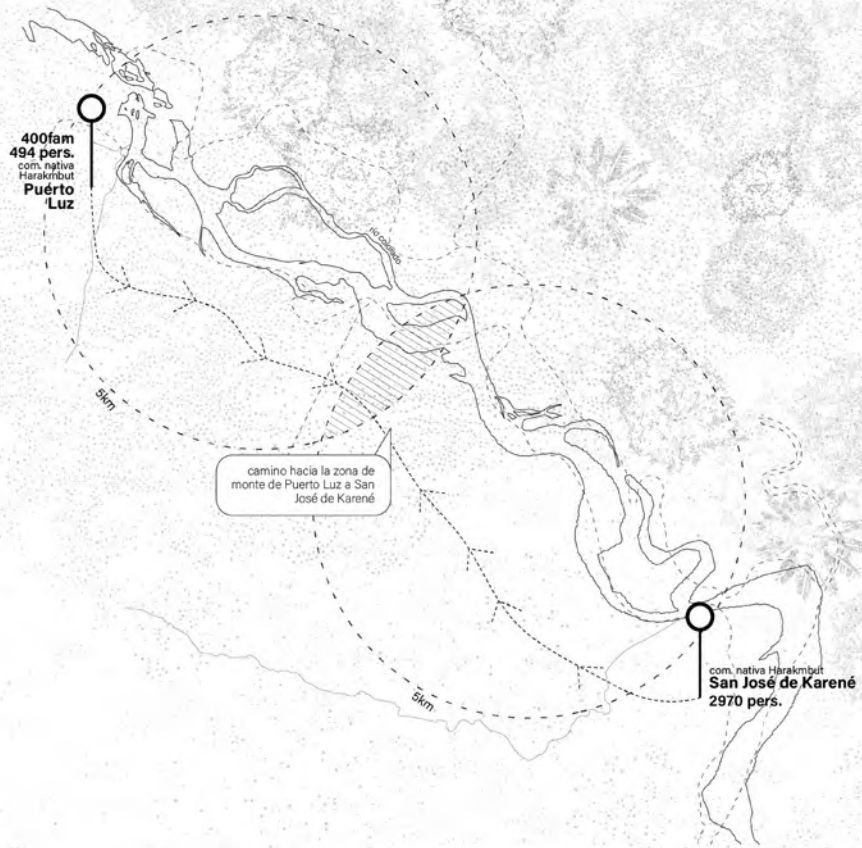 400fam
494 pers.
com. nativa
Harakmbut
Puérto
Luz
río colorado
5km
camino hacia la zona de
monte de Puerto Luz a San
José de Karené
5km
com. nativa Harakmbut
San José de Karené
2970 pers.